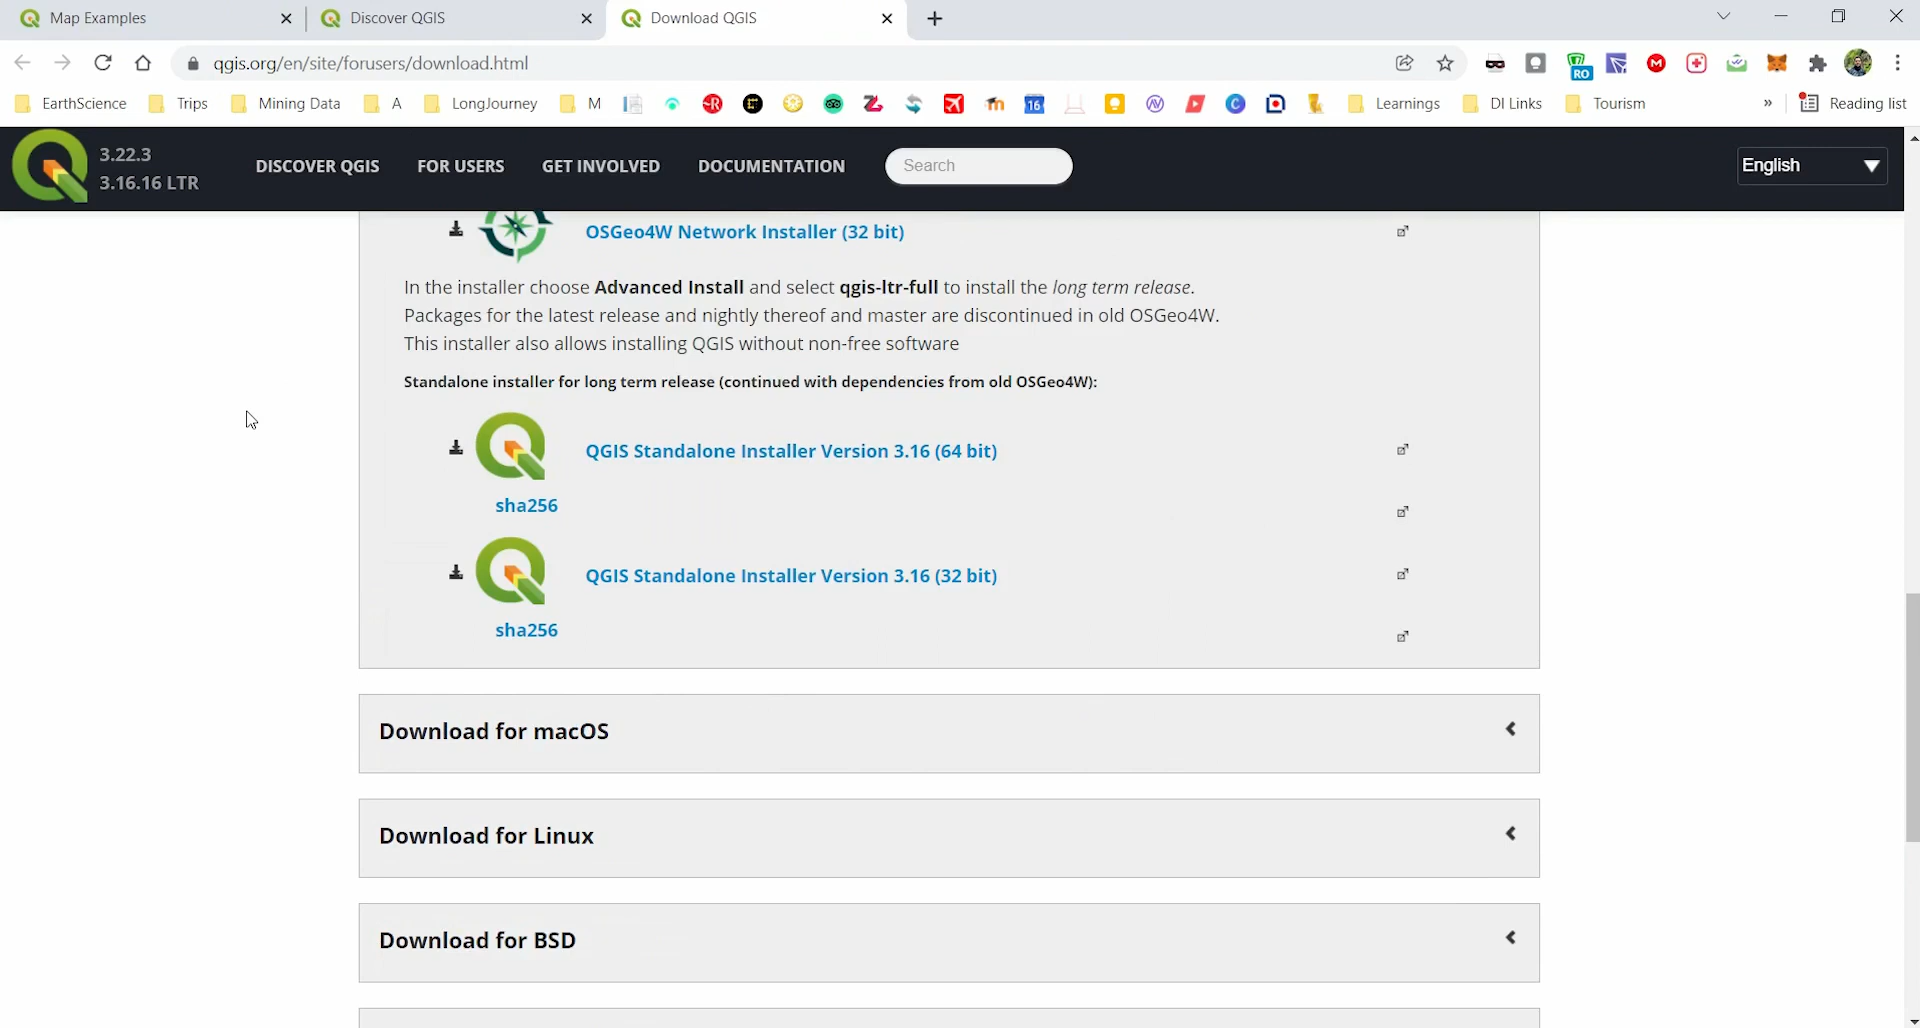 Map Examples
Discover QGIS
Download QGIS
qgis.org/en/site/forusers/download.html
RO
M
EarthScience
Trips
Mining Data
A
LongJourney
M
16
Learnings
DI Links
Tourism
»
Reading list
3.22.3
3.16.16 LTR
DISCOVER QGIS
FOR USERS
GET INVOLVED
DOCUMENTATION
Search
English
OSGeo4W Network Installer (32 bit)
In the installer choose Advanced Install and select qgis-ltr-full to install the long term release.
Packages for the latest release and nightly thereof and master are discontinued in old OSGeo4W.
This installer also allows installing QGIS without non-free software
Standalone installer for long term release (continued with dependencies from old OSGeo4W):
QGIS Standalone Installer Version 3.16 (64 bit)
sha256
QGIS Standalone Installer Version 3.16 (32 bit)
sha256
Download for macOS
Download for Linux
Download for BSD